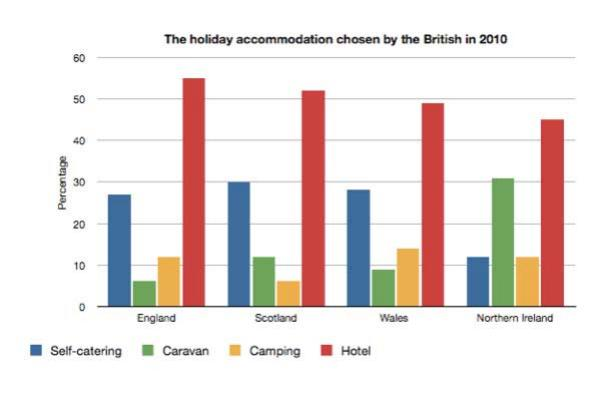 The holiday accommodation chosen by the British in 2010
60
50
40
30
20
10
0
Percentage
England Scotland Wales Northern Ireland
Self-catering Caravan Camping Hotel